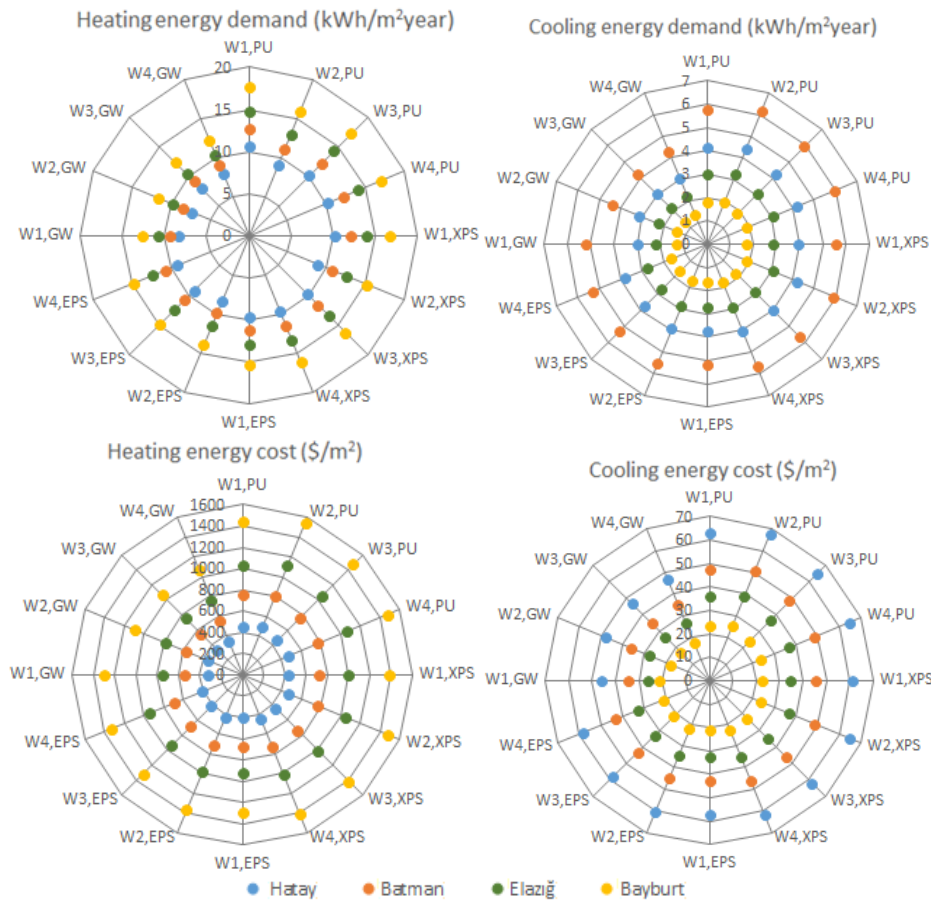 Heating energy demand (kWh/m²year)
W1,PU
W2,PU
W3,PU
W4,PU
W1,XPS
W2,XPS
W3,XPS
W4,XPS
W1,EPS
W2,EPS
W3,EPS
W4,EPS
W1,GW
W2,GW
W3,GW
W4,GW
20
15
10
5
0
Cooling energy demand (kWh/m²year)
W1,PU
W2,PU
W3,PU
W4,PU
W1,XPS
W2,XPS
W3,XPS
W4,XPS
W1,EPS
W2,EPS
W3,EPS
W4,EPS
W1,GW
W2,GW
W3,GW
W4,GW
7
6
5
4
3
2
1
0
Heating energy cost ($/m²)
W1,PU
W2,PU
W3,PU
W4,PU
W1,XPS
W2,XPS
W3,XPS
W4,XPS
W1,EPS
W2,EPS
W3,EPS
W4,EPS
W1,GW
W2,GW
W3,GW
W4,GW
1600
1400
1200
1000
800
600
400
200
0
Cooling energy cost ($/m²)
W1,PU
W2,PU
W3,PU
W4,PU
W1,XPS
W2,XPS
W3,XPS
W4,XPS
W1,EPS
W2,EPS
W3,EPS
W4,EPS
W1,GW
W2,GW
W3,GW
W4,GW
70
60
50
40
30
20
10
0
Hatay
Batman
Elazığ
Bayburt